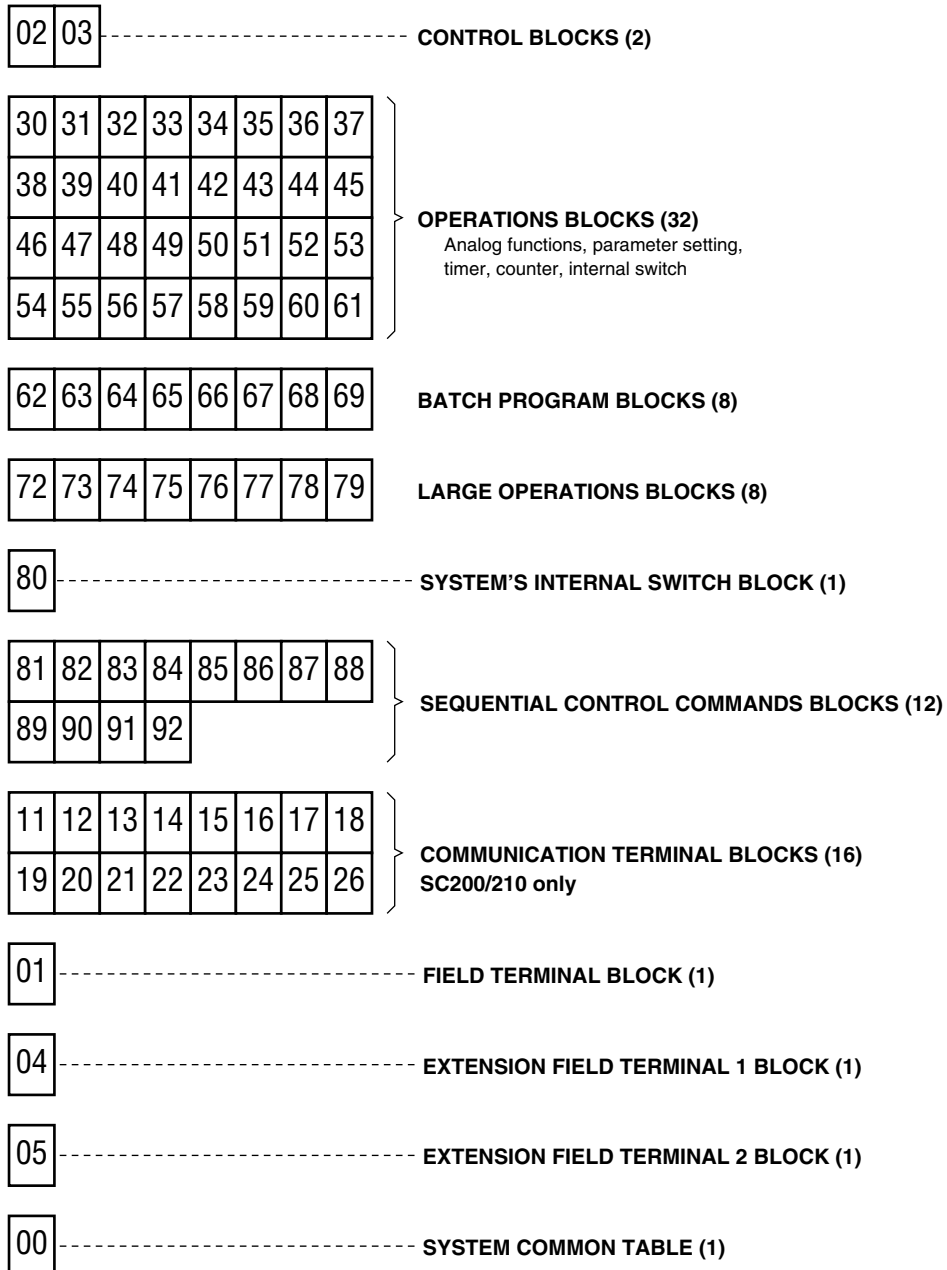 02 03 CONTROL BLOCKS (2)
30 31 32 33 34 35 36 37
38 39 40 41 42 43 44 45
46 47 48 49 50 51 52 53
54 55 56 57 58 59 60 61
OPERATIONS BLOCKS (32)
Analog functions, parameter setting,
timer, counter, internal switch
62 63 64 65 66 67 68 69 BATCH PROGRAM BLOCKS (8)
72 73 74 75 76 77 78 79 LARGE OPERATIONS BLOCKS (8)
80 SYSTEM’S INTERNAL SWITCH BLOCK (1)
81 82 83 84 85 86 87 88
89 90 91 92
SEQUENTIAL CONTROL COMMANDS BLOCKS (12)
11 12 13 14 15 16 17 18
19 20 21 22 23 24 25 26
COMMUNICATION TERMINAL BLOCKS (16)
SC200/210 only
01 FIELD TERMINAL BLOCK (1)
04 EXTENSION FIELD TERMINAL 1 BLOCK (1)
05 EXTENSION FIELD TERMINAL 2 BLOCK (1)
00 SYSTEM COMMON TABLE (1)